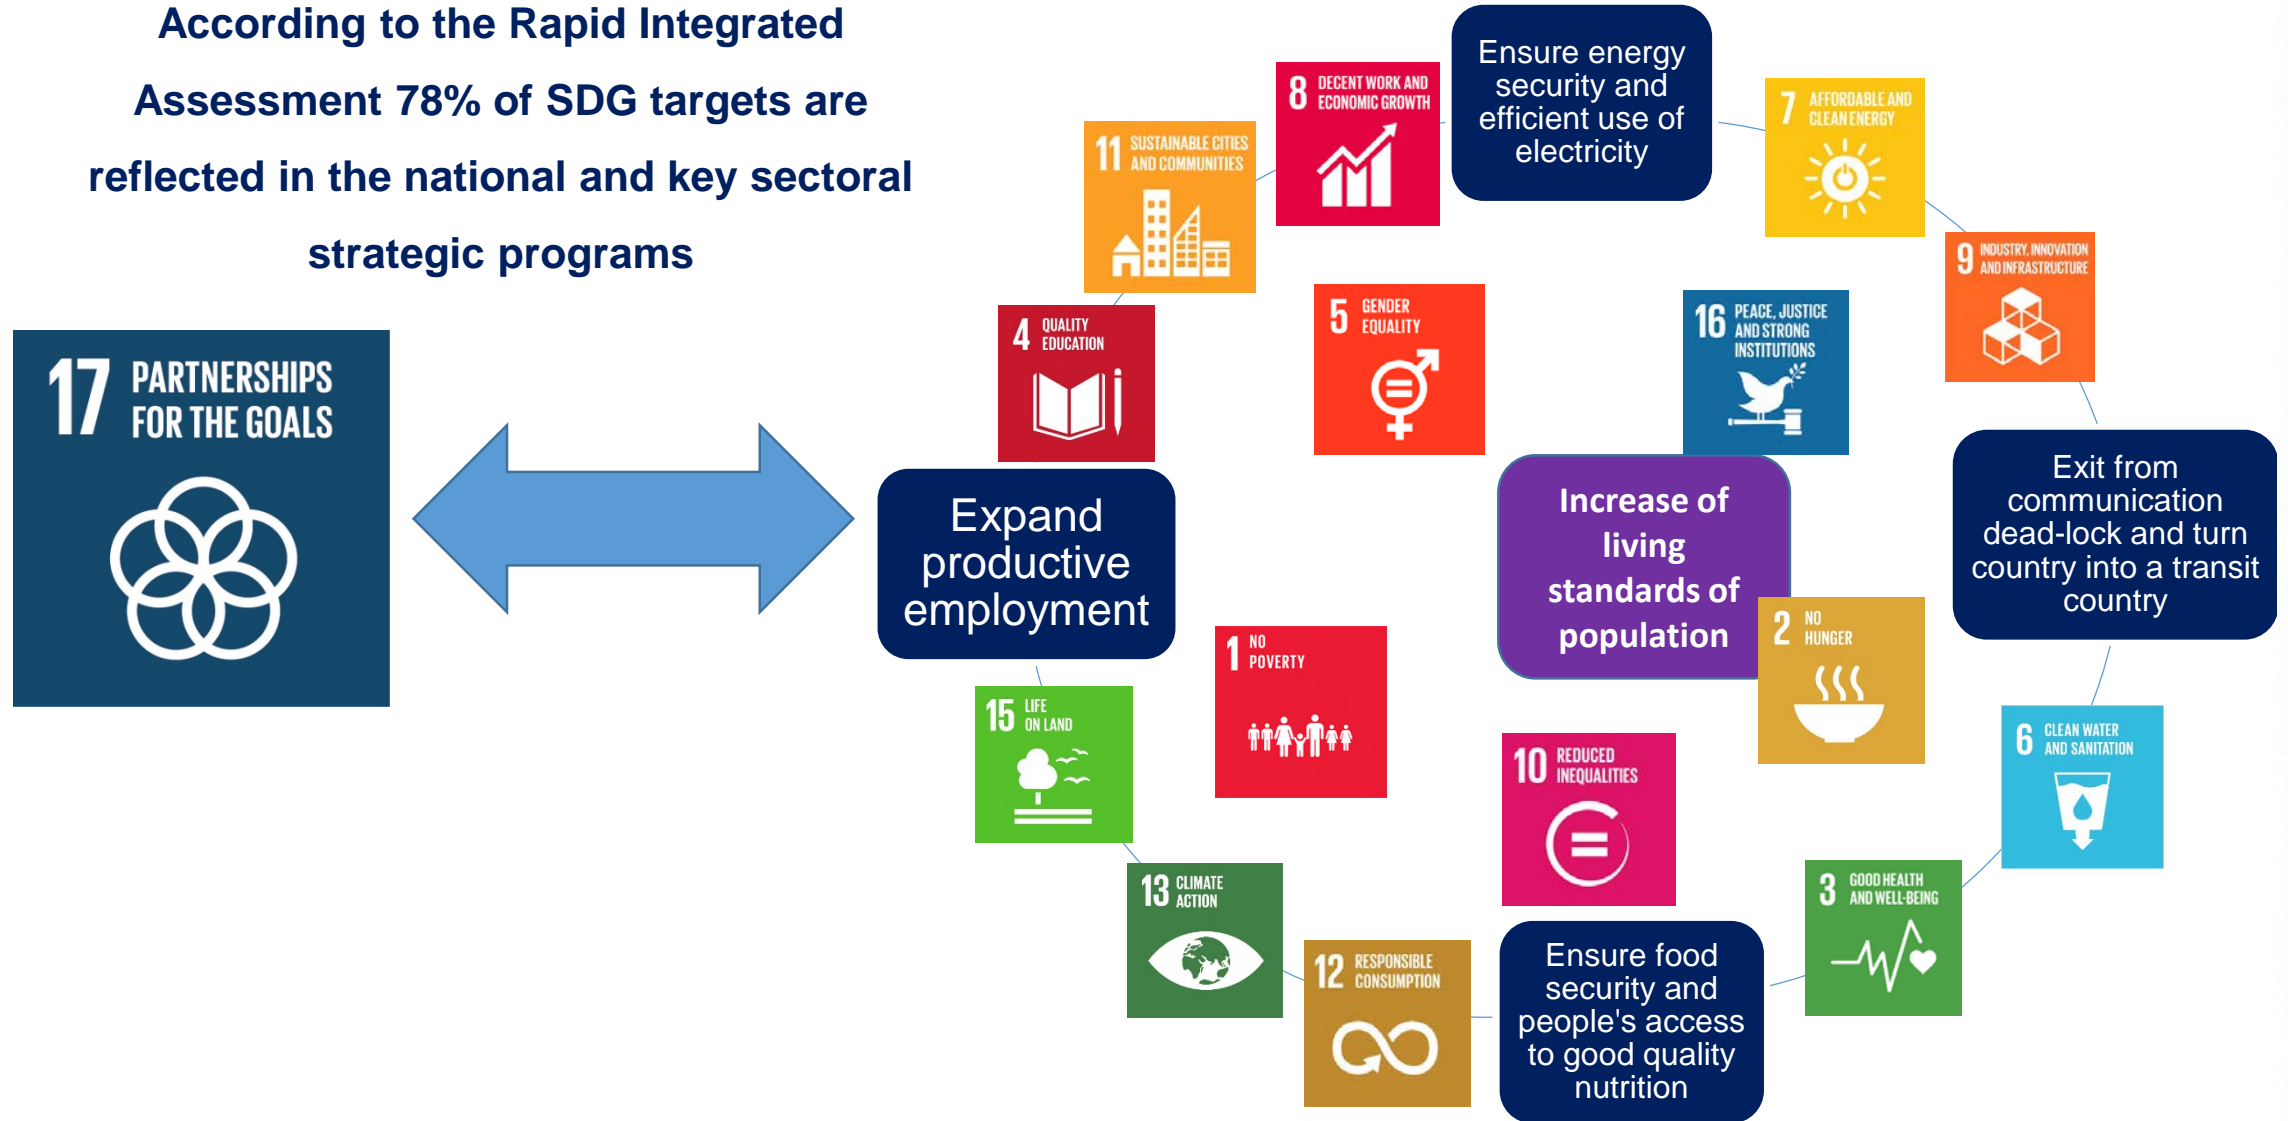 According to the Rapid Integrated
Assessment 78% of SDG targets are
reflected in the national and key sectoral
strategic programs
17 PARTNERSHIPS
FOR THE GOALS
Ensure energy
security and
efficient use of
electricity
8 DECENT WORK AND
ECONOMIC GROWTH
7 AFFORDABLE AND
CLEAN ENERGY
11 SUSTAINABLE CITIES
AND COMMUNITIES
9 INDUSTRY, INNOVATION
AND INFRASTRUCTURE
4 QUALITY
EDUCATION
5 GENDER
EQUALITY
16 PEACE, JUSTICE
AND STRONG
INSTITUTIONS
Expand
productive
employment
Increase of
living
standards of
population
Exit from
communication
dead-lock and turn
country into a transit
country
1 NO
POVERTY
2 NO
HUNGER
15 LIFE
ON LAND
10 REDUCED
INEQUALITIES
6 CLEAN WATER
AND SANITATION
13 CLIMATE
ACTION
3 GOOD HEALTH
AND WELL-BEING
12 RESPONSIBLE
CONSUMPTION
Ensure food
security and
people's access
to good quality
nutrition